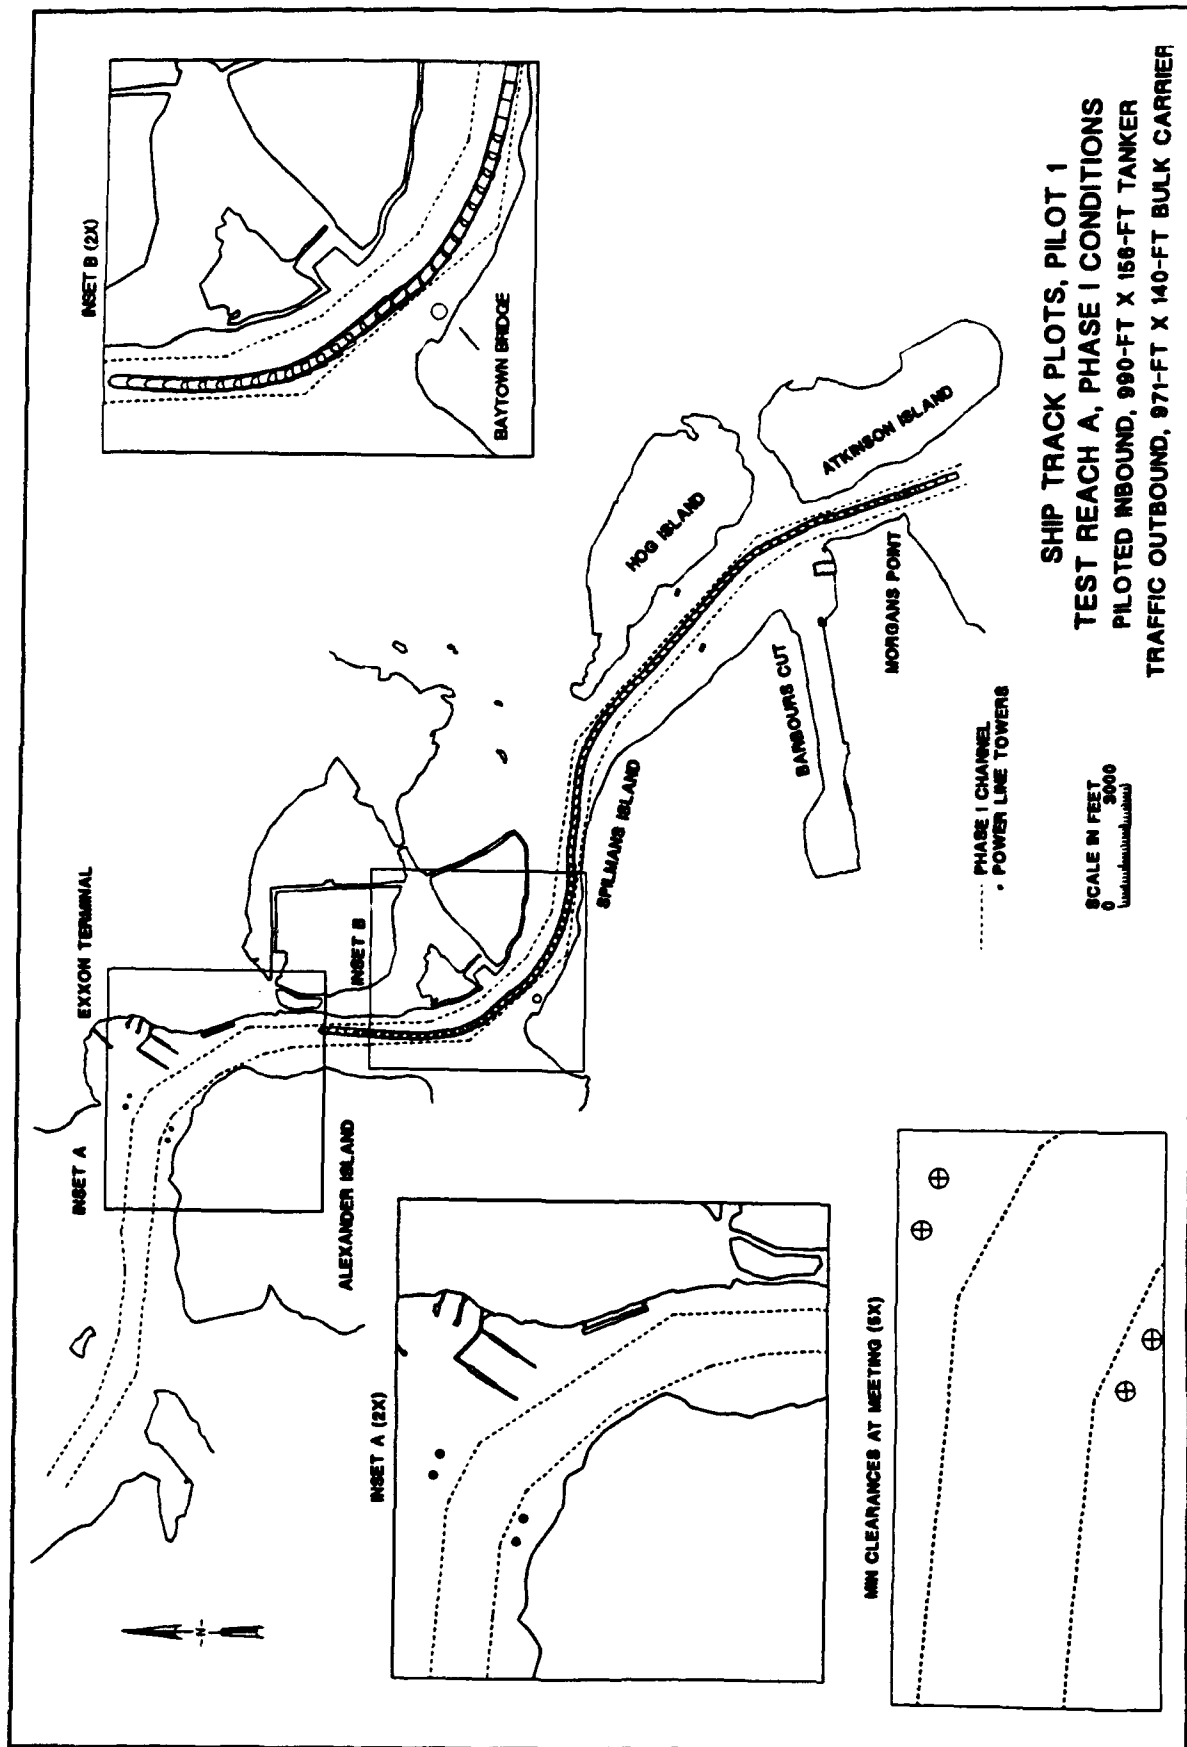 INSET A
EXXON TERMINAL
ALEXANDER ISLAND
INSET B
SPILMANS ISLAND
HOG ISLAND
ATKINSON ISLAND
BARBOURS CUT
MORGANS POINT
-N-
INSET B (2X)
BAYTOWN BRIDGE
INSET A (2X)
MIN CLEARANCES AT MEETING (5X)
PHASE I CHANNEL
POWER LINE TOWERS
SCALE IN FEET
0 3000
SHIP TRACK PLOTS, PILOT 1
TEST REACH A, PHASE I CONDITIONS
PILOTED INBOUND, 990-FT X 156-FT TANKER
TRAFFIC OUTBOUND, 971-FT X 140-FT BULK CARRIER